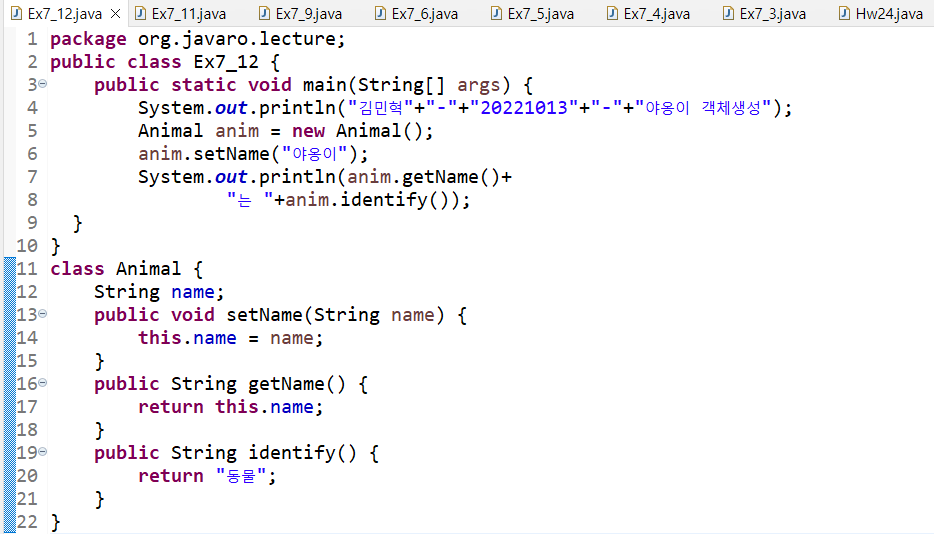 Ex7_12.java Ex7_11.java Ex7_9.java Ex7_6.java Ex7_5.java Ex7_4.java Ex7_3.java Hw24.java
1 package org.javaro.lecture;
2 public class Ex7_12 {
3     public static void main(String[] args) {
4         System.out.println("김민혁"+"-"+"20221013"+"-"+"야옹이 객체생성");
5         Animal anim = new Animal();
6         anim.setName("야옹이");
7         System.out.println(anim.getName()+
8                 "는 "+anim.identify());
9   }
10 }
11 class Animal {
12     String name;
13     public void setName(String name) {
14         this.name = name;
15     }
16     public String getName() {
17         return this.name;
18     }
19     public String identify() {
20         return "동물";
21     }
22 }